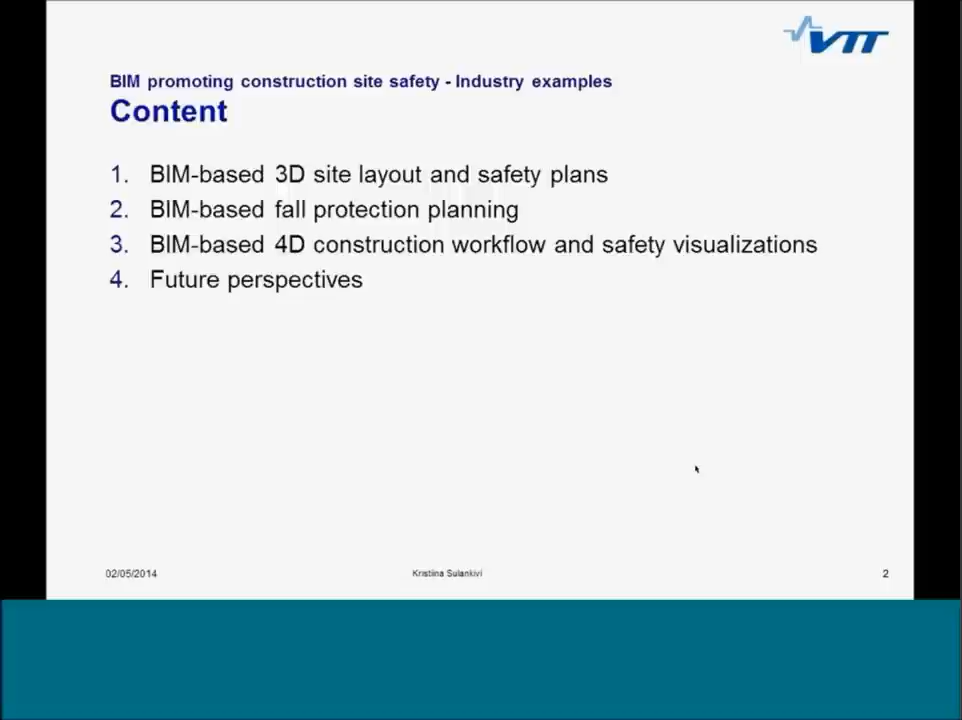 VTT
BIM promoting construction site safety - Industry examples
Content
1. BIM-based 3D site layout and safety plans
2. BIM-based fall protection planning
3. BIM-based 4D construction workflow and safety visualizations
4. Future perspectives
02/05/2014 Kristiina Sulankivi 2